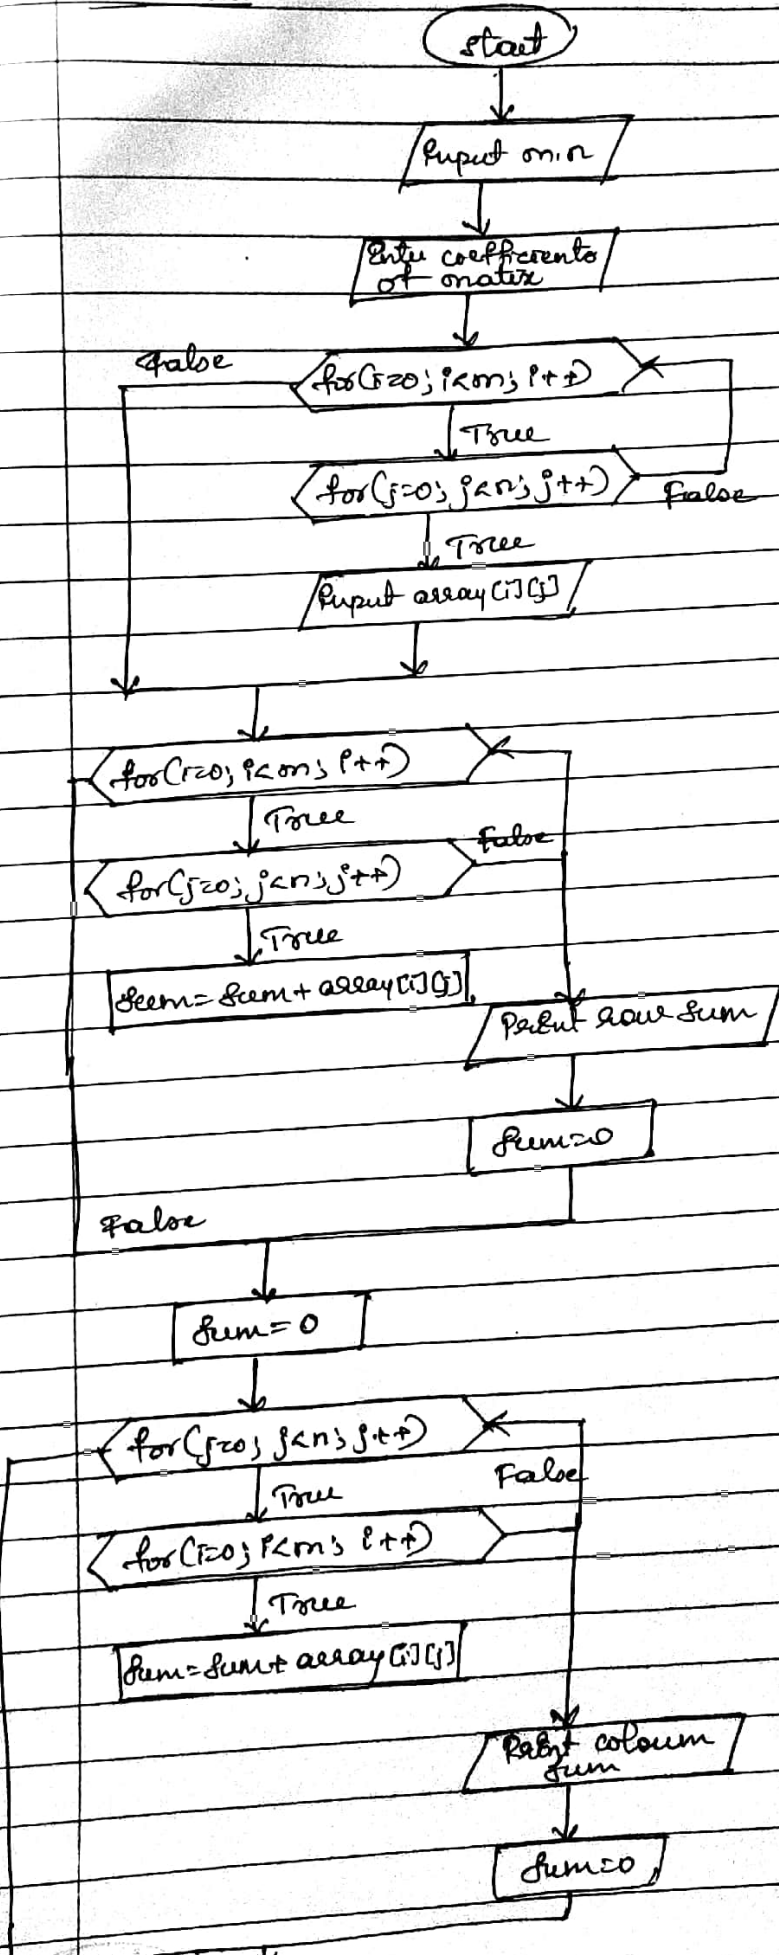 start
Input m,n
Enter coefficients
of matix
for(i=0; i<m; i++)
False
True
for(j=0; j<n; j++)
False
True
Input array[i][j]
for(i=0; i<m; i++)
True
for(j=0; j<n; j++)
False
True
Sum=Sum+array[i][j]
Print row Sum
Sum=0
False
Sum=0
for(j=0; j<n; j++)
False
True
for(i=0; i<m; i++)
True
Sum=Sum+array[i][j]
Print coloum
Sum
Sum=0